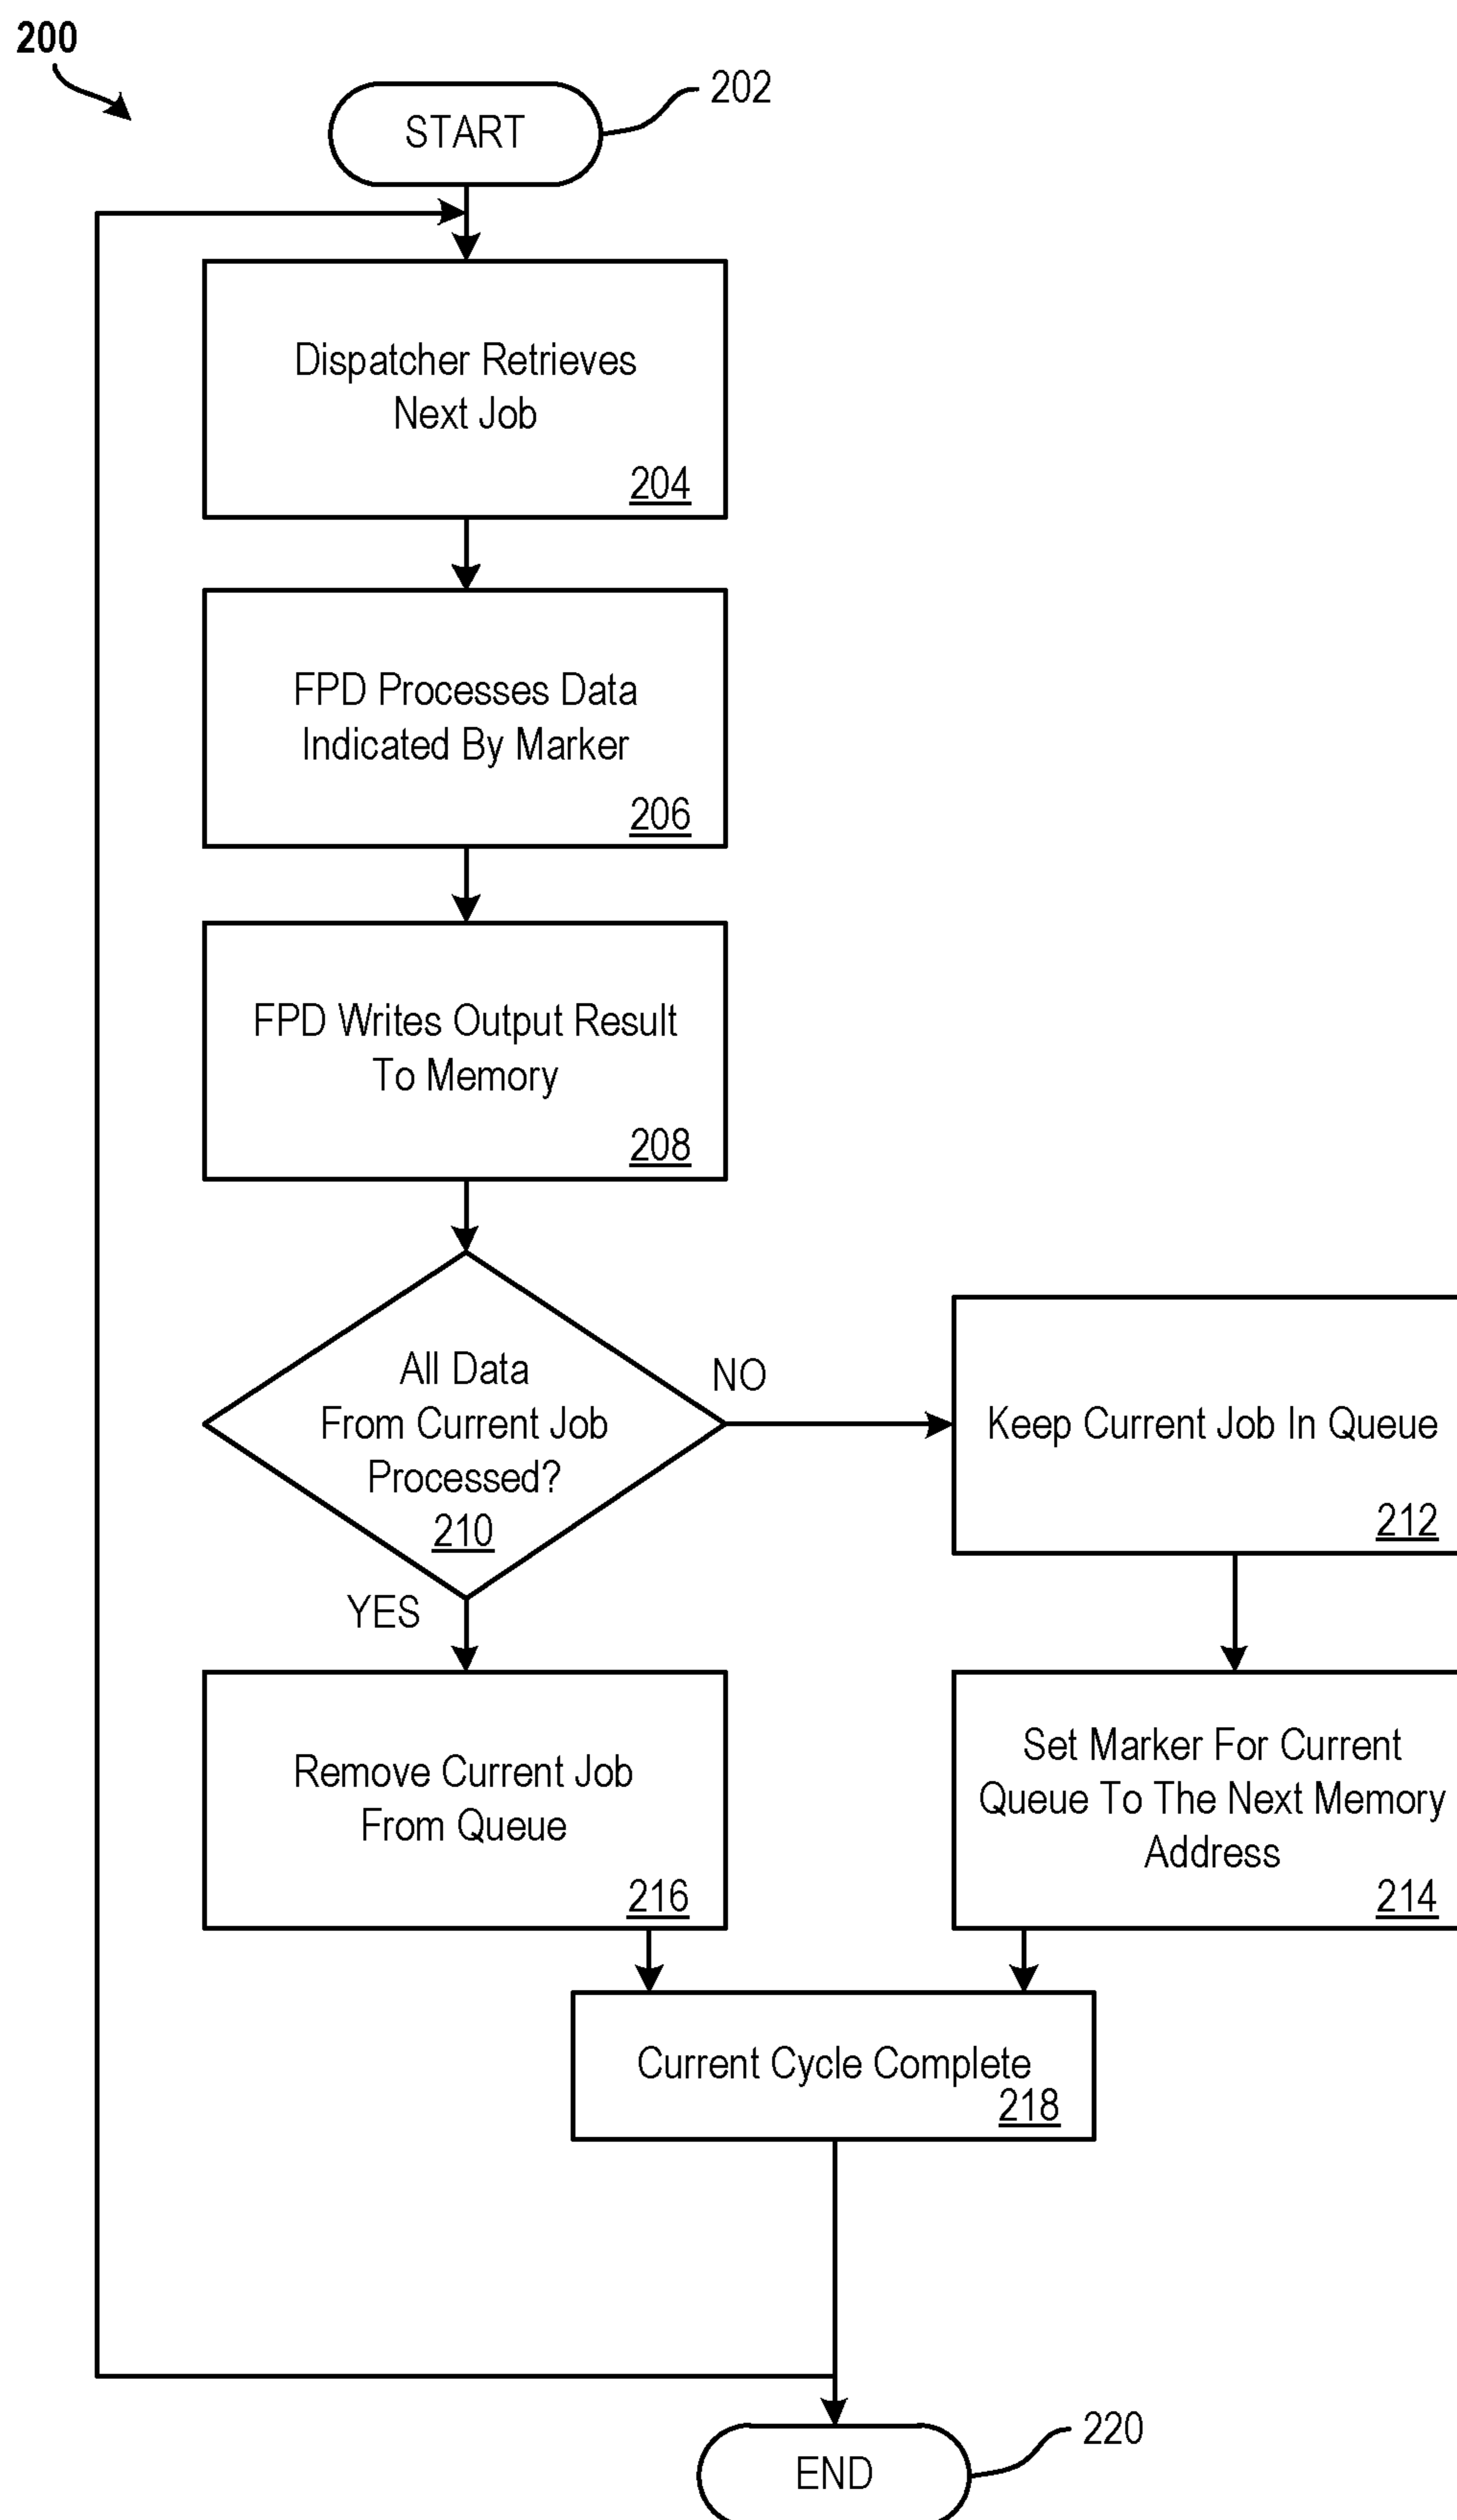 200
202
START
Dispatcher Retrieves
Next Job
204
FPD Processes Data
Indicated By Marker
206
FPD Writes Output Result
To Memory
208
All Data
From Current Job
Processed?
210
NO
YES
Keep Current Job In Queue
212
Remove Current Job
From Queue
216
Set Marker For Current
Queue To The Next Memory
Address
214
Current Cycle Complete
218
220
END